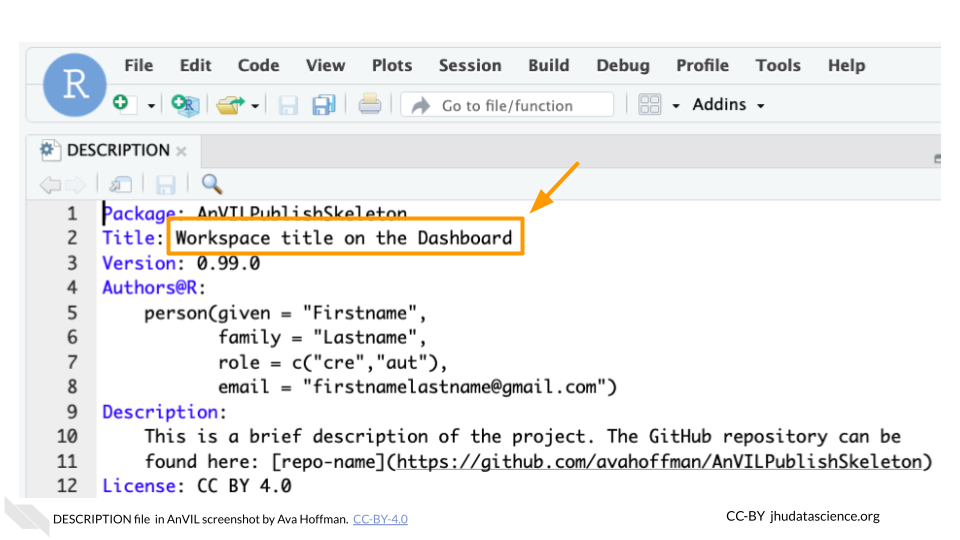 R File Edit Code View Plots Session Build Debug Profile Tools Help
R Go to file/function Addins
DESCRIPTION
1 Package: AnVILPublishSkeleton
2 Title: Workspace title on the Dashboard
3 Version: 0.99.0
4 Authors@R:
5 person(given = "Firstname",
6 family = "Lastname",
7 role = c("cre","aut"),
8 email = "firstnamelastname@gmail.com")
9 Description:
10 This is a brief description of the project. The GitHub repository can be
11 found here: [repo-name](https://github.com/avahoffman/AnVILPublishSkeleton)
12 License: CC BY 4.0
DESCRIPTION file in AnVIL screenshot by Ava Hoffman. CC-BY-4.0
CC-BY jhudatascience.org